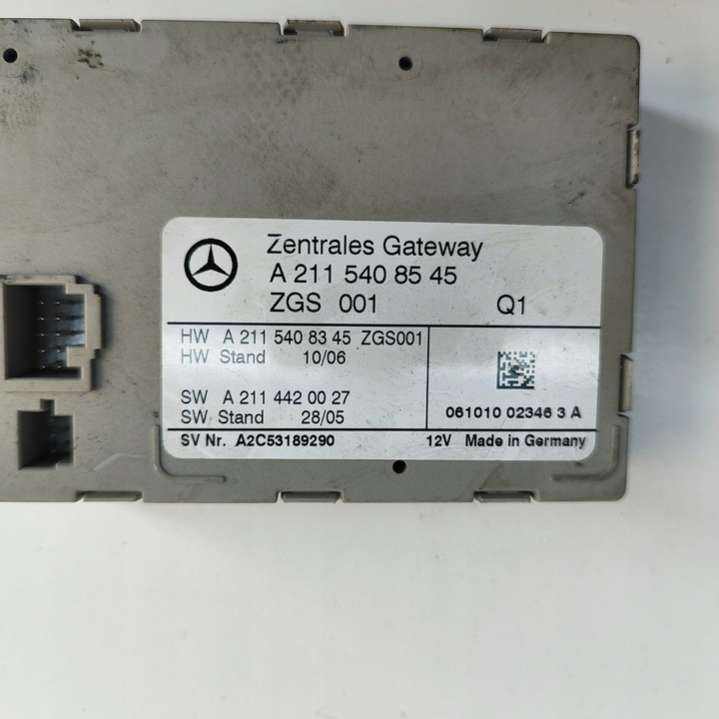 Zentrales Gateway
A 211 540 85 45
ZGS 001 Q1
HW A 211 540 83 45 ZGS001
HW Stand 10/06
SW A 211 442 00 27
SW Stand 28/05
061010 02346 3 A
SV Nr. A2C53189290 12V Made in Germany